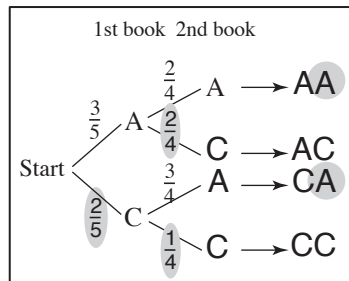 1st book 2nd book
2/4 A → AA
3/5 A 2/4 C → AC
Start 3/4 A → CA
2/5 C 1/4 C → CC